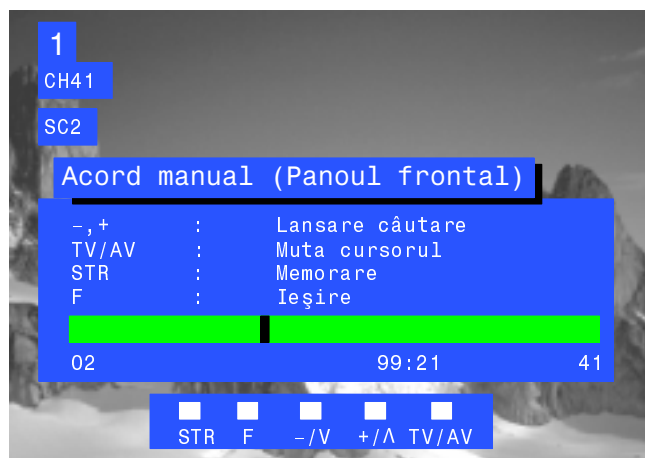 1
CH41
SC2
Acord manual (Panoul frontal)
–,+ : Lansare câutare
TV/AV : Muta cursorul
STR : Memorare
F : Ieşire
02 99:21 41
STR F –/V +/Λ TV/AV